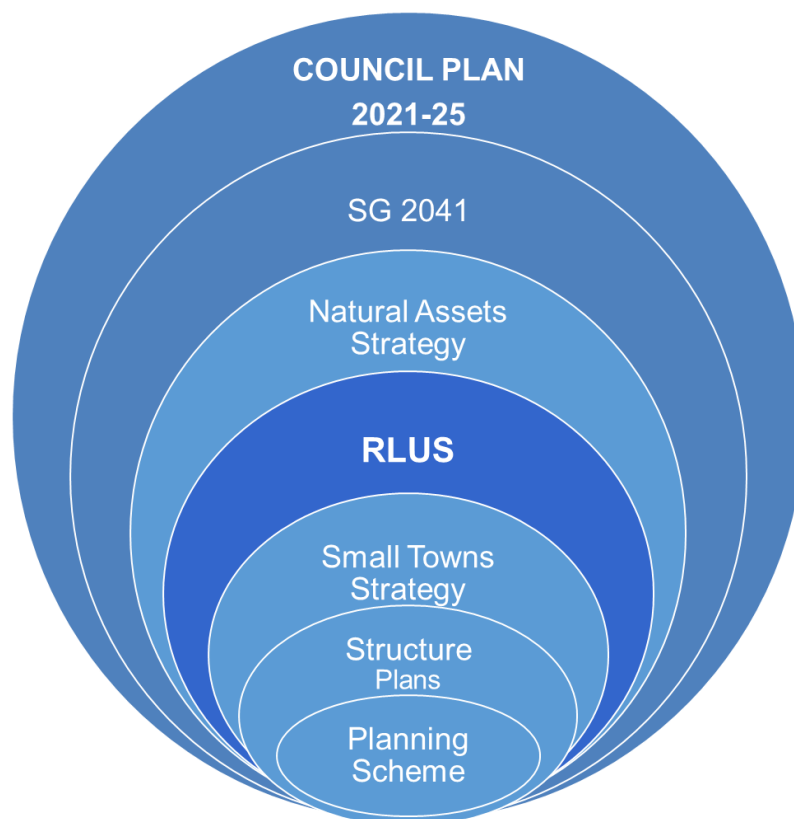 COUNCIL PLAN
2021-25
SG 2041
Natural Assets
Strategy
RLUS
Small Towns
Strategy
Structure
Plans
Planning
Scheme